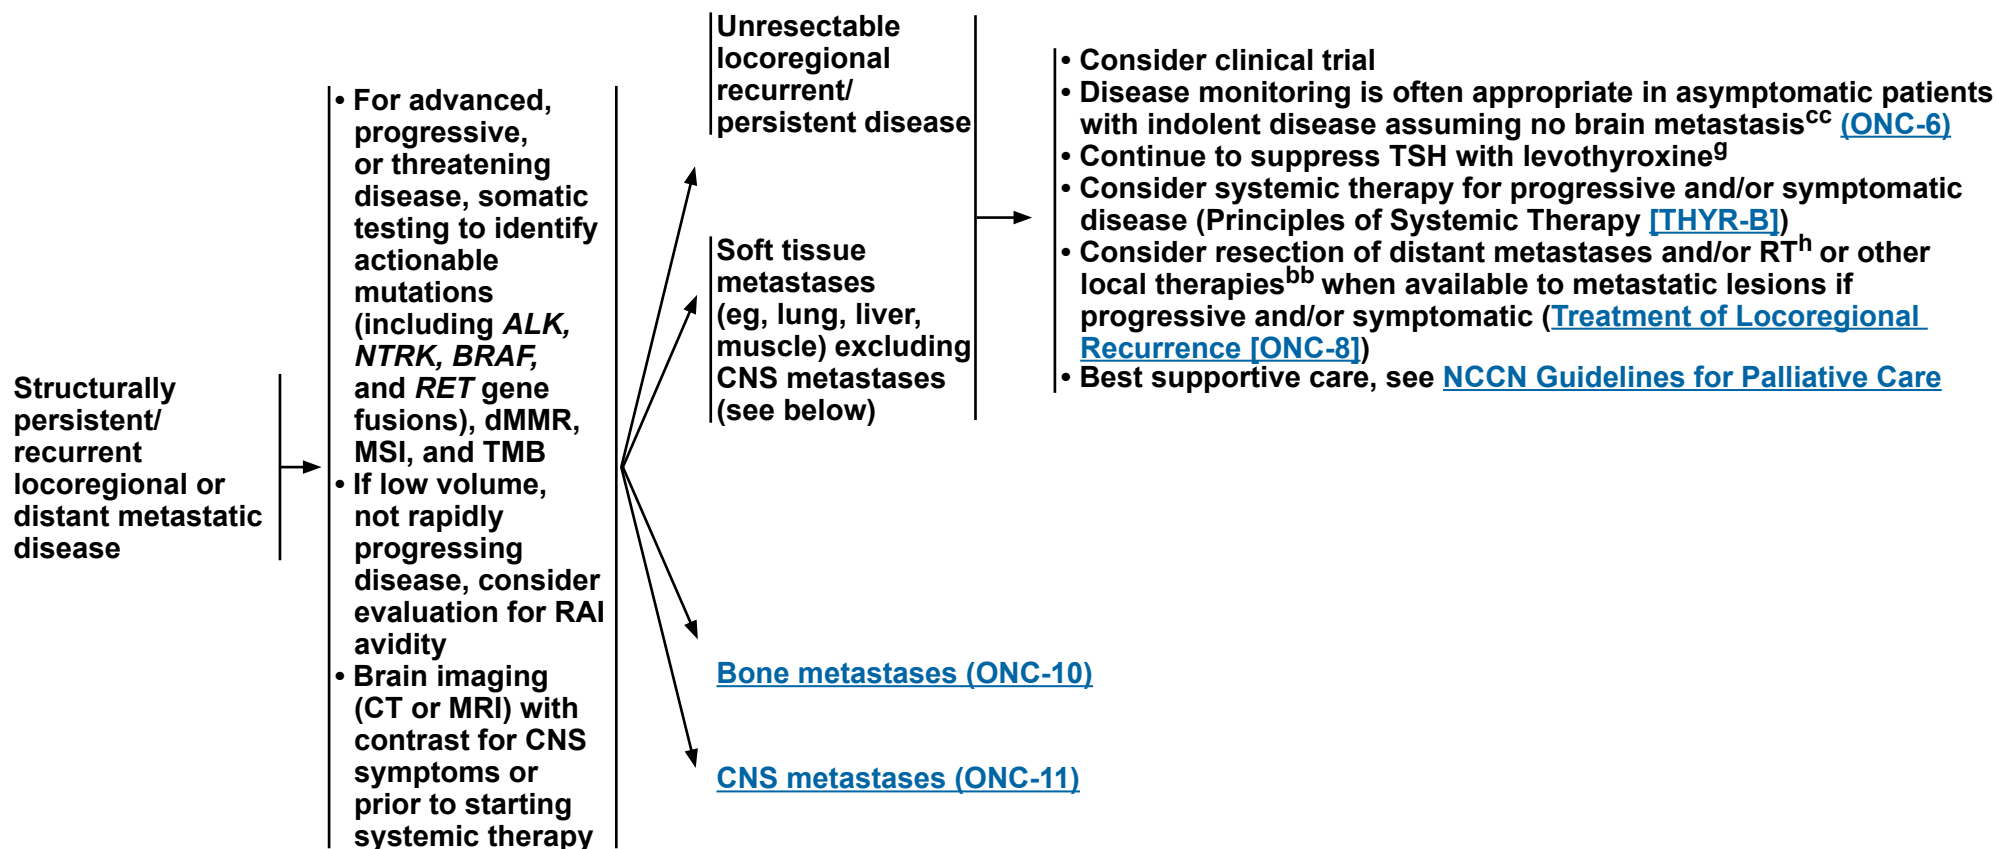 Structurally
persistent/
recurrent
locoregional or
distant metastatic
disease
• For advanced,
progressive,
or threatening
disease, somatic
testing to identify
actionable
mutations
(including ALK,
NTRK, BRAF,
and RET gene
fusions), dMMR,
MSI, and TMB
• If low volume,
not rapidly
progressing
disease, consider
evaluation for RAI
avidity
• Brain imaging
(CT or MRI) with
contrast for CNS
symptoms or
prior to starting
systemic therapy
Unresectable
locoregional
recurrent/
persistent disease
Soft tissue
metastases
(eg, lung, liver,
muscle) excluding
CNS metastases
(see below)
• Consider clinical trial
• Disease monitoring is often appropriate in asymptomatic patients
with indolent disease assuming no brain metastasis^cc (ONC-6)
• Continue to suppress TSH with levothyroxine^g
• Consider systemic therapy for progressive and/or symptomatic
disease (Principles of Systemic Therapy [THYR-B])
• Consider resection of distant metastases and/or RT^h or other
local therapies^bb when available to metastatic lesions if
progressive and/or symptomatic (Treatment of Locoregional
Recurrence [ONC-8])
• Best supportive care, see NCCN Guidelines for Palliative Care
Bone metastases (ONC-10)
CNS metastases (ONC-11)